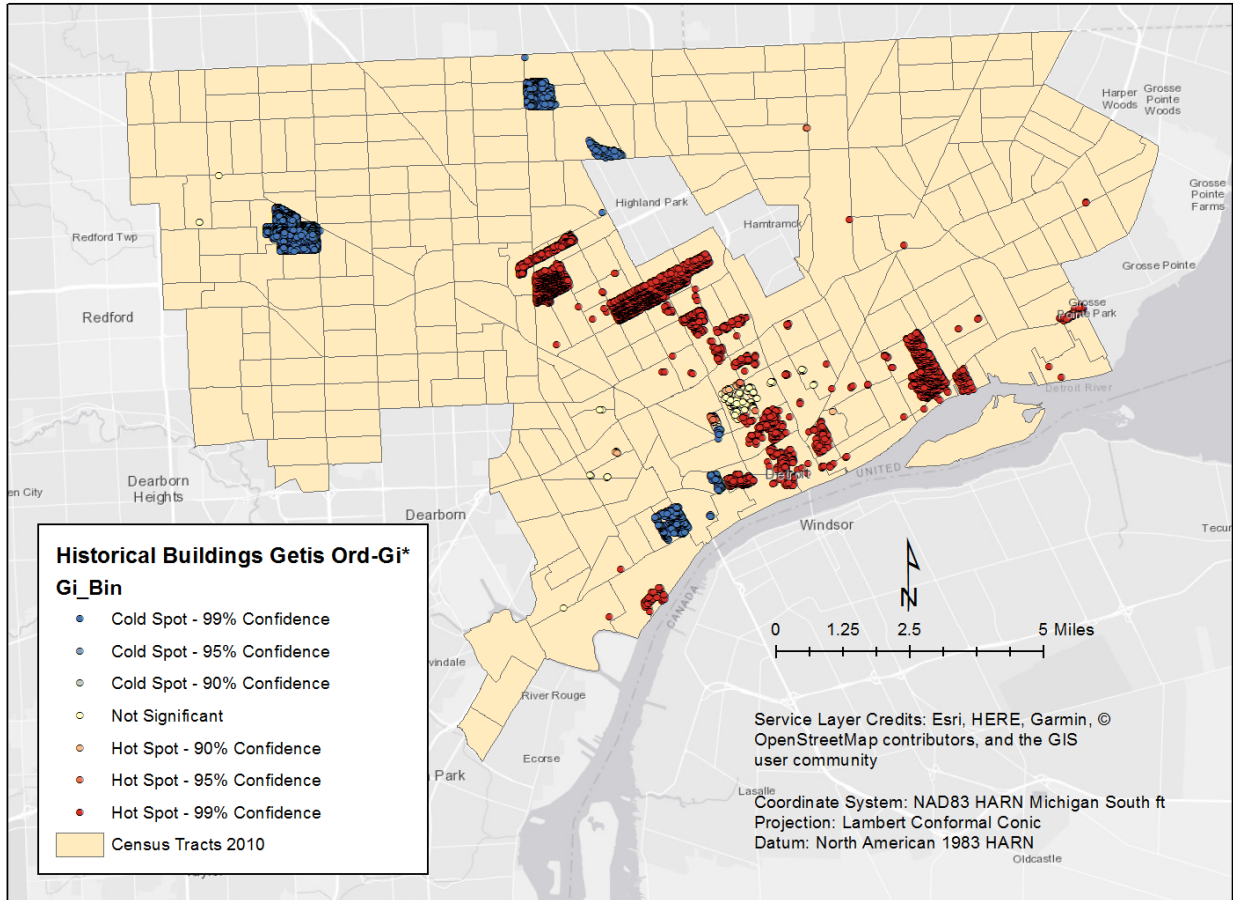 Harper
Woods
Grosse
Pointe
Woods
Grosse
Pointe
Farms
Highland Park
Hamtramck
Redford Twp
Grosse Pointe
Redford
Grosse
Pointe Park
Detroit River
Detroit
UNITED
Dearborn
Heights
Dearborn
Windsor
CANADA
River Rouge
Ecorse
Lasalle
Oldcastle
Historical Buildings Getis Ord-Gi*
Gi_Bin
Cold Spot - 99% Confidence
Cold Spot - 95% Confidence
Cold Spot - 90% Confidence
Not Significant
Hot Spot - 90% Confidence
Hot Spot - 95% Confidence
Hot Spot - 99% Confidence
Census Tracts 2010
N
0 1.25 2.5 5 Miles
Service Layer Credits: Esri, HERE, Garmin, ©
OpenStreetMap contributors, and the GIS
user community
Coordinate System: NAD83 HARN Michigan South ft
Projection: Lambert Conformal Conic
Datum: North American 1983 HARN